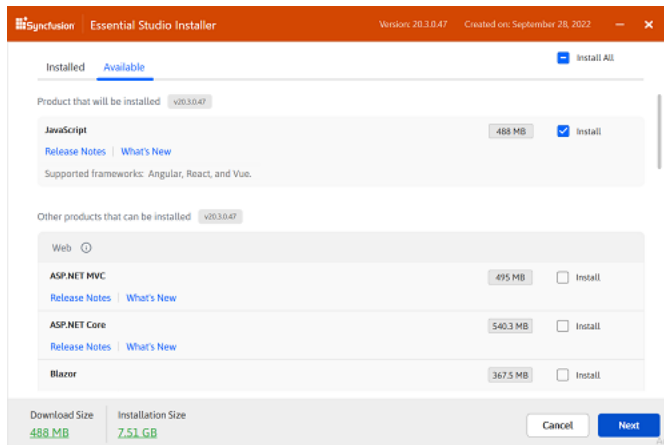 Syncfusion Essential Studio Installer Version: 20.3.0.47 Created on: September 28, 2022
Installed Available Install All
Product that will be installed v20.3.0.47
JavaScript 488 MB Install
Release Notes | What's New
Supported frameworks: Angular, React, and Vue.
Other products that can be installed v20.3.0.47
Web
ASP.NET MVC 495 MB Install
Release Notes | What's New
ASP.NET Core 540.3 MB Install
Release Notes | What's New
Blazor 367.5 MB Install
Download Size Installation Size
488 MB 7.51 GB
Cancel Next